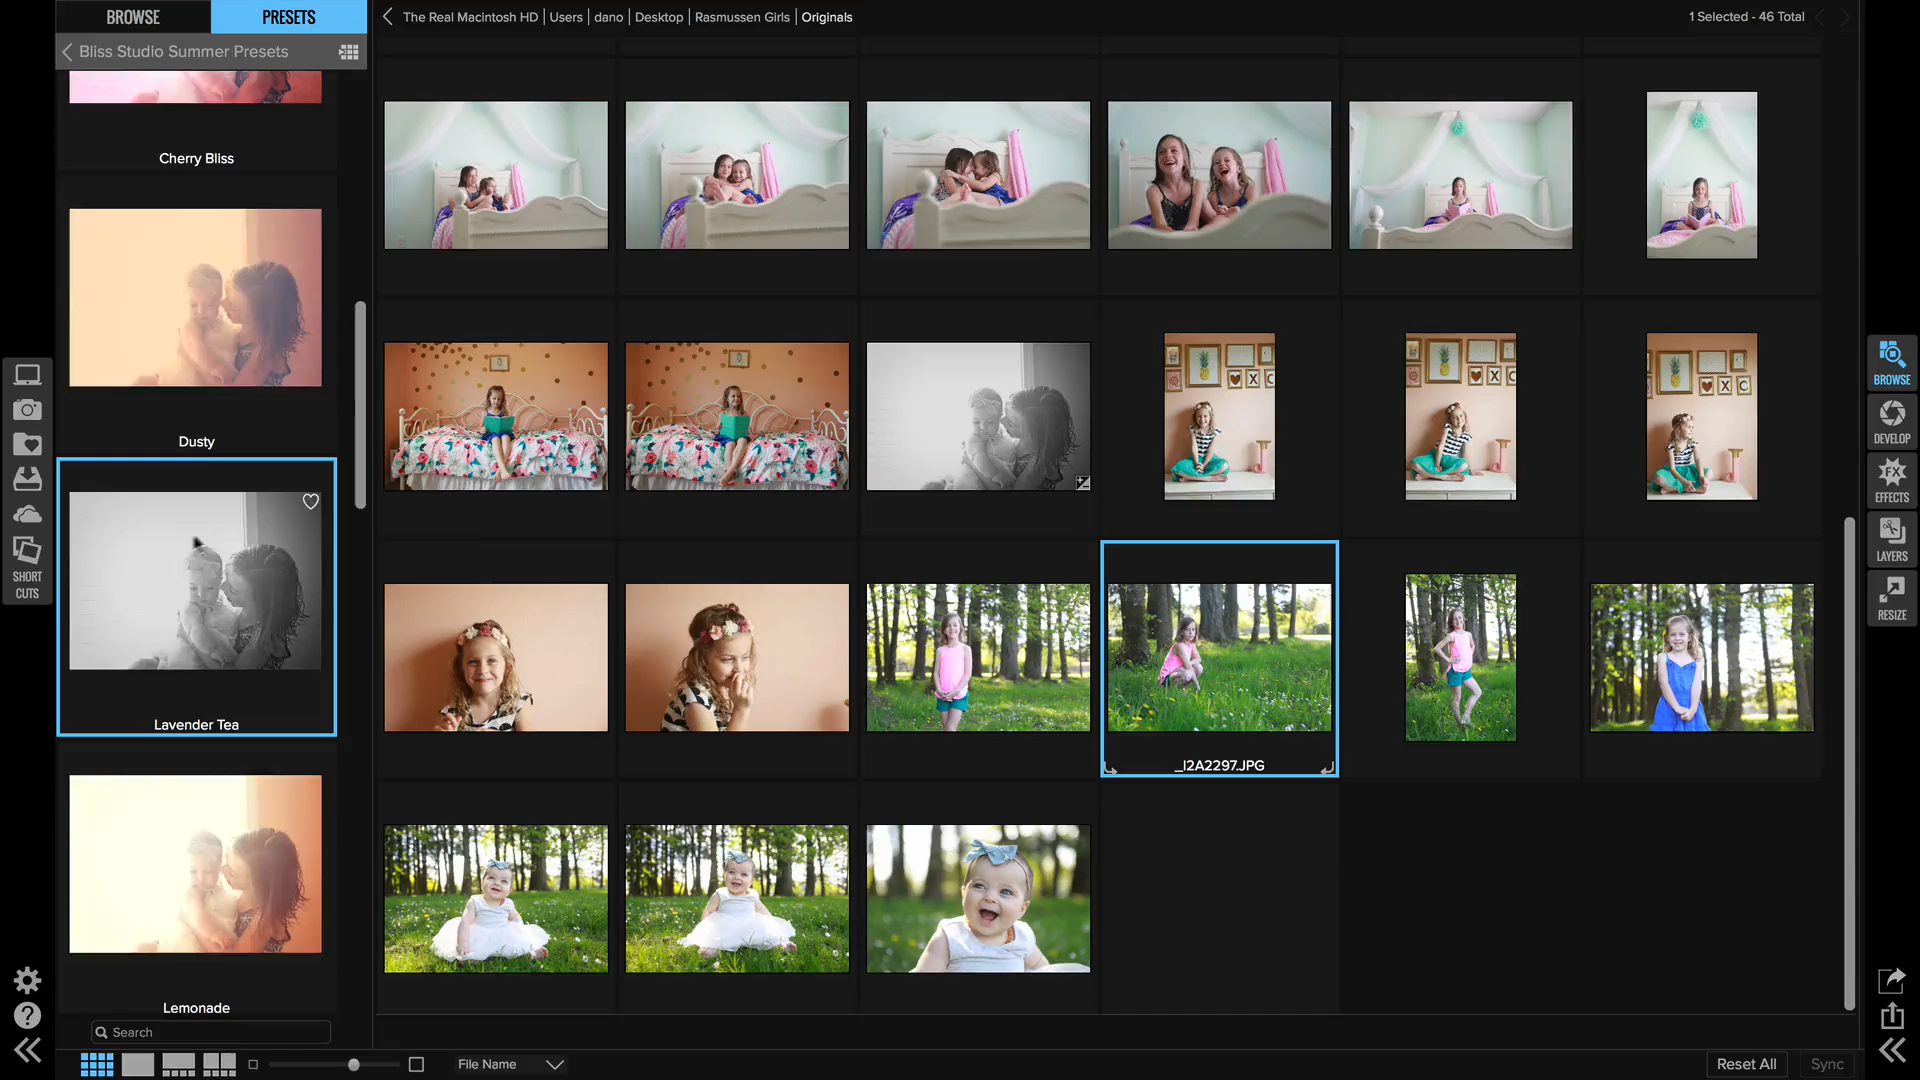 BROWSE
PRESETS
The Real Macintosh HD | Users | dano | Desktop | Rasmussen Girls | Originals
1 Selected - 46 Total
Bliss Studio Summer Presets
Cherry Bliss
Dusty
Lavender Tea
Lemonade
Search
SHORT
CUTS
_I2A2297.JPG
BROWSE
DEVELOP
FX
EFFECTS
LAYERS
RESIZE
File Name
Reset All
Sync